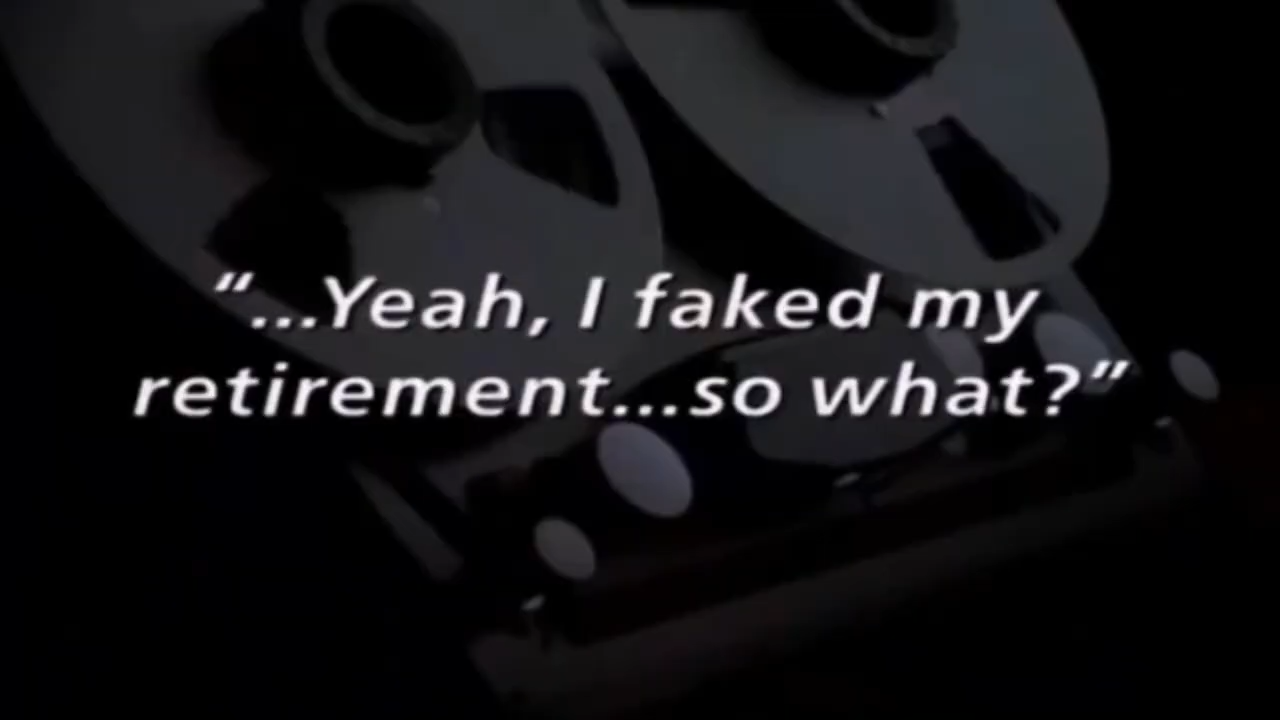 “...Yeah, I faked my
retirement...so what?”